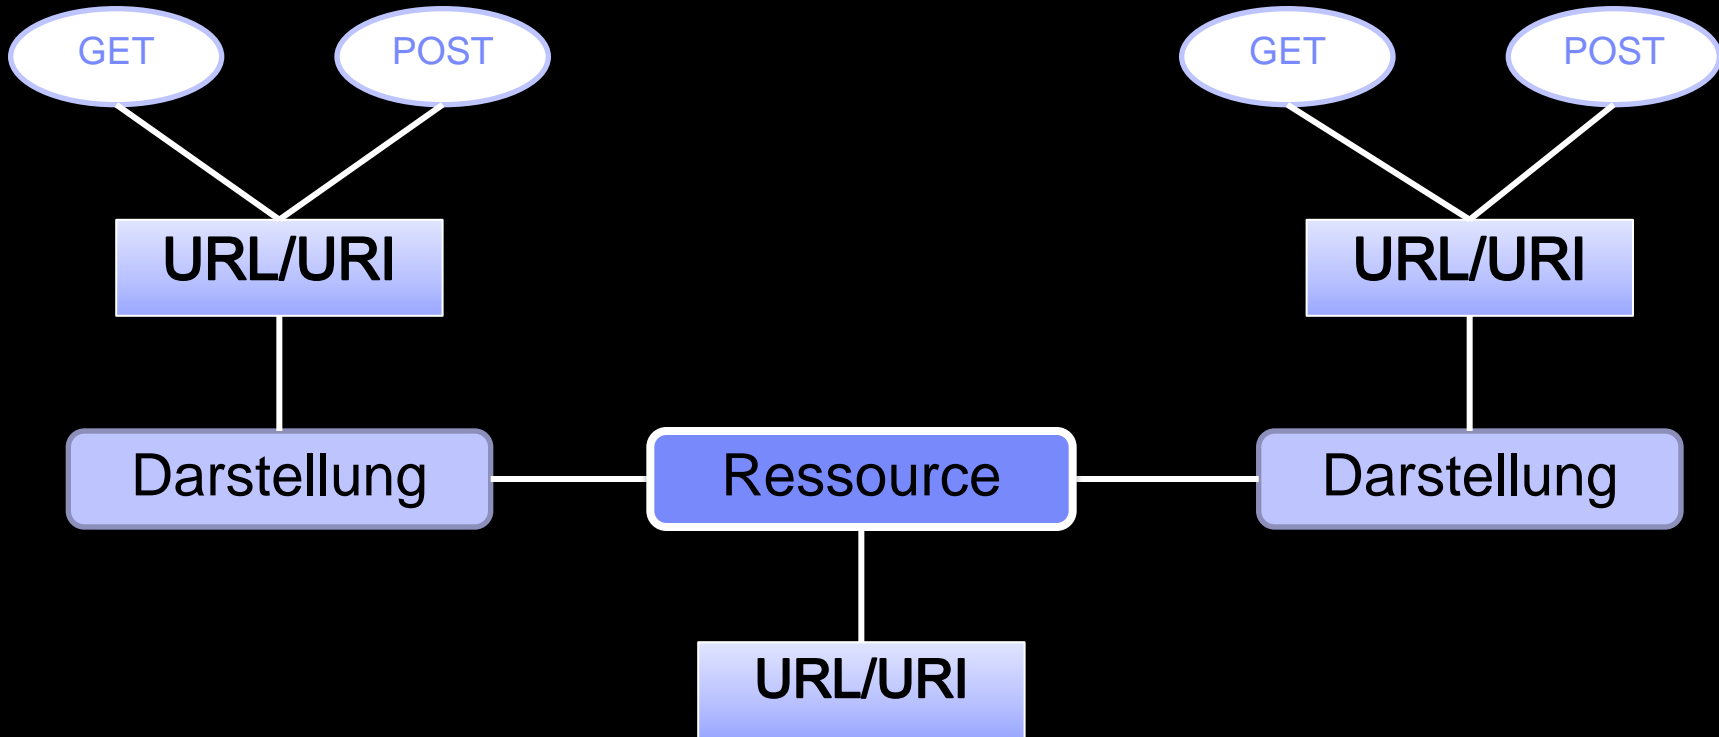 GET
POST
GET
POST
URL/URI
URL/URI
Darstellung
Ressource
Darstellung
URL/URI